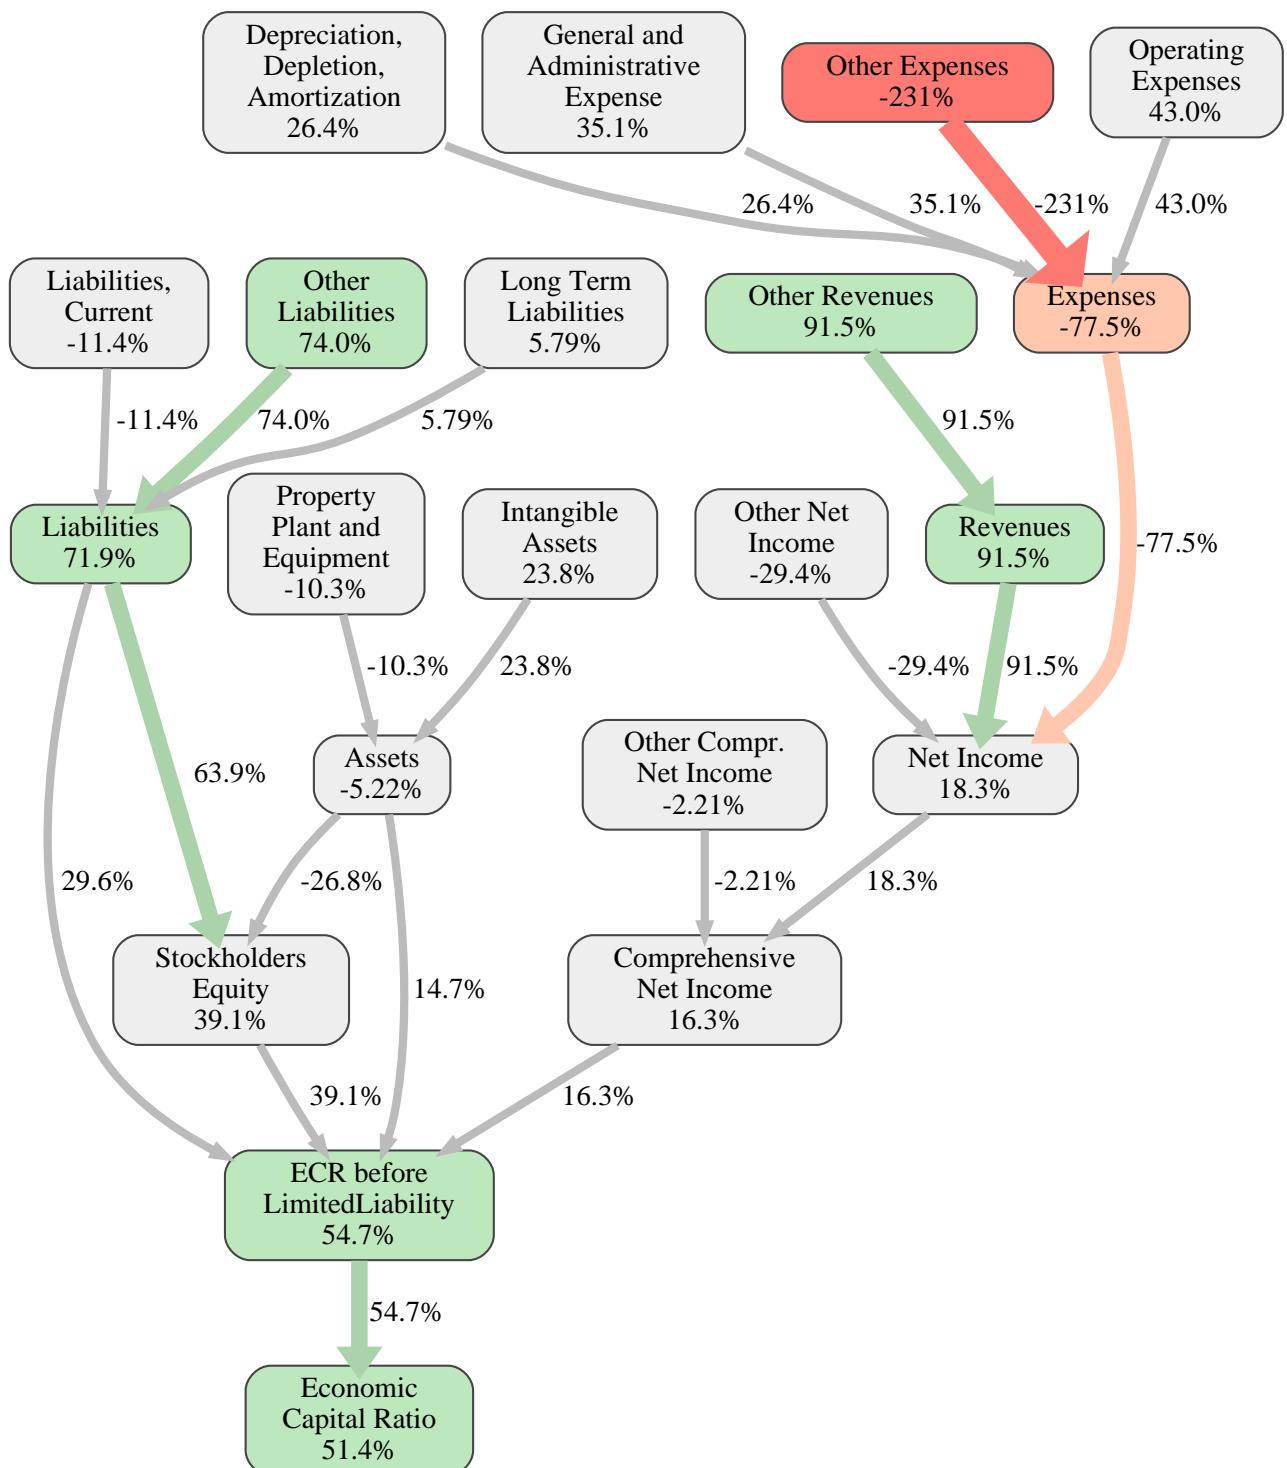 Depreciation,
Depletion,
Amortization
26.4%
General and
Administrative
Expense
35.1%
Other Expenses
-231%
Operating
Expenses
43.0%
26.4%
35.1%
-231%
43.0%
Liabilities,
Current
-11.4%
Other
Liabilities
74.0%
Long Term
Liabilities
5.79%
Other Revenues
91.5%
Expenses
-77.5%
-11.4%
74.0%
5.79%
91.5%
Liabilities
71.9%
Property
Plant and
Equipment
-10.3%
Intangible
Assets
23.8%
Other Net
Income
-29.4%
Revenues
91.5%
-77.5%
-10.3%
23.8%
-29.4%
91.5%
63.9%
Assets
-5.22%
Other Compr.
Net Income
-2.21%
Net Income
18.3%
29.6%
-26.8%
-2.21%
18.3%
Stockholders
Equity
39.1%
14.7%
Comprehensive
Net Income
16.3%
39.1%
16.3%
ECR before
LimitedLiability
54.7%
54.7%
Economic
Capital Ratio
51.4%